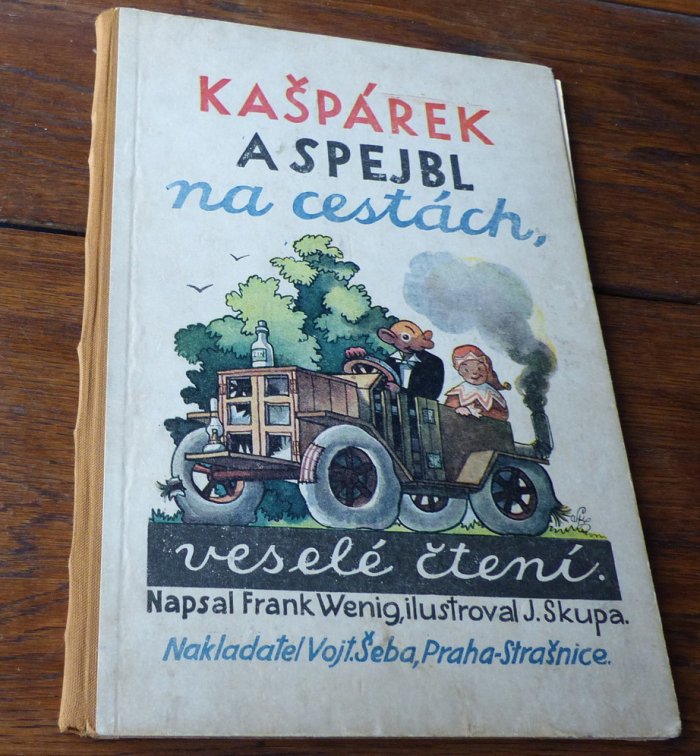 KAŠPÁREK
A SPEJBL
na cestách,
veselé čtení.
Napsal Frank Wenig, ilustroval J. Skupa.
Nakladatel Vojt. Šeba, Praha-Strašnice.